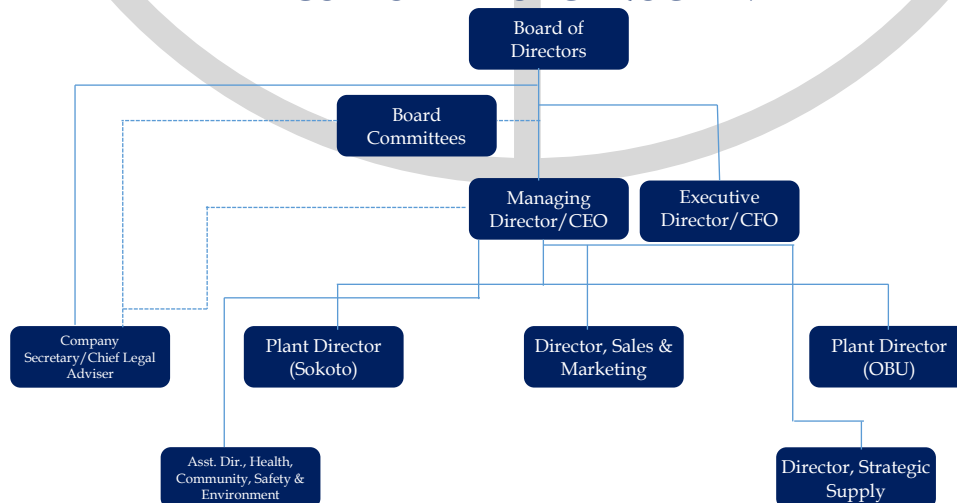 Board of
Directors
Board
Committees
Managing
Director/CEO
Executive
Director/CFO
Company
Secretary/Chief Legal
Adviser
Plant Director
(Sokoto)
Director, Sales &
Marketing
Plant Director
(OBU)
Asst. Dir., Health,
Community, Safety &
Environment
Director, Strategic
Supply